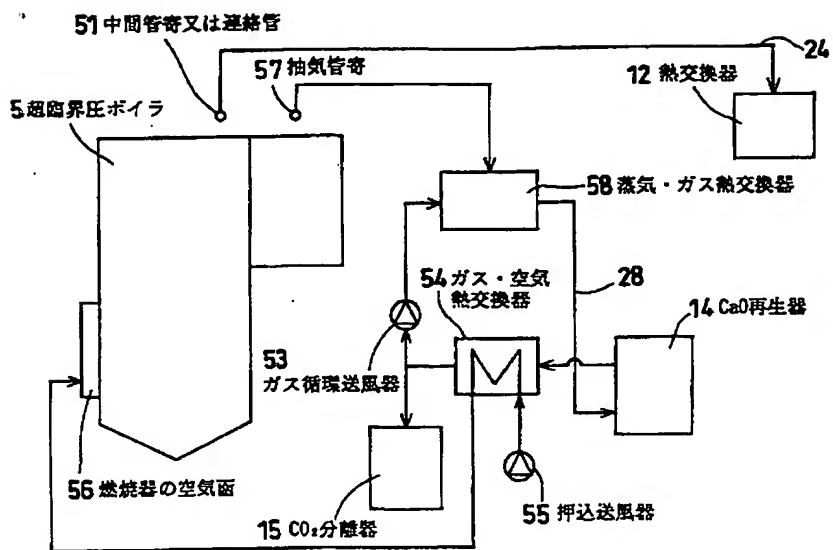 51 中間管寄又は連絡管
24
57 抽気管寄
12 熱交換器
5 超臨界圧ボイラ
58 蒸気・ガス熱交換器
54 ガス・空気
熱交換器
28
14 CaO再生器
53
ガス循環送風器
56 燃焼器の空気函
15 CO₂分離器
55 押込送風器